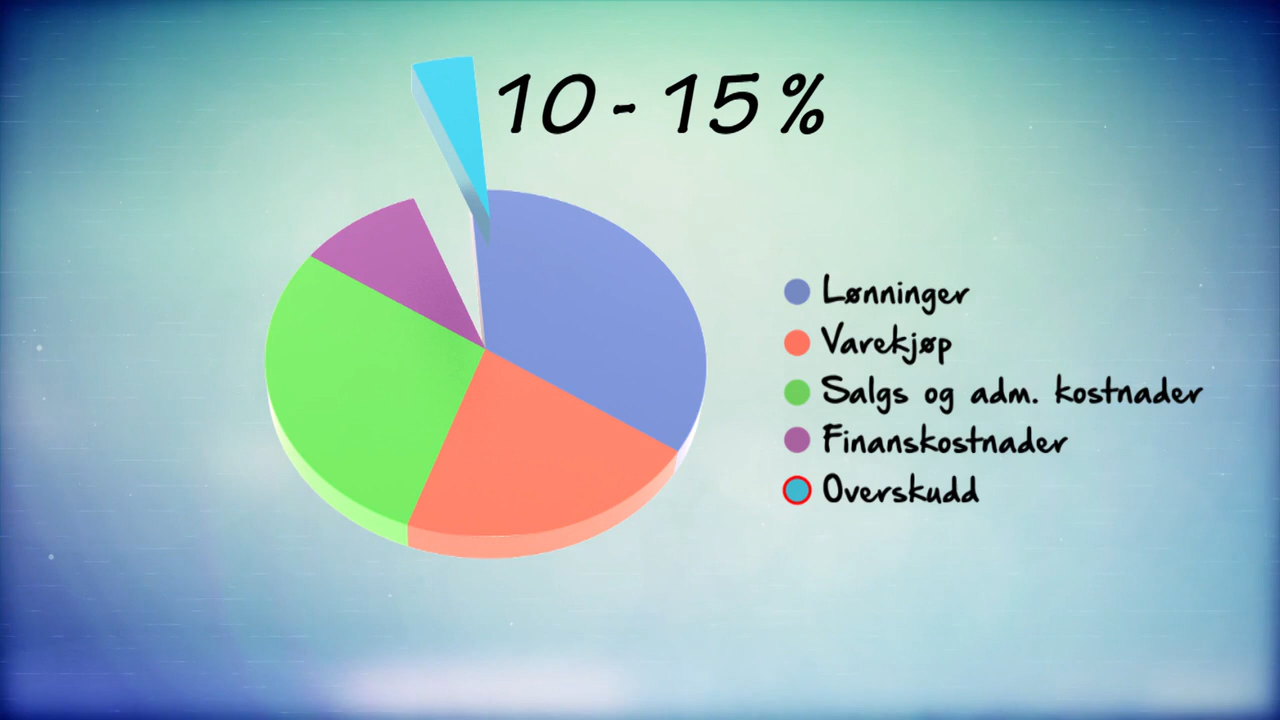 10 - 15 %
Lønninger
Varekjøp
Salgs og adm. kostnader
Finanskostnader
Overskudd